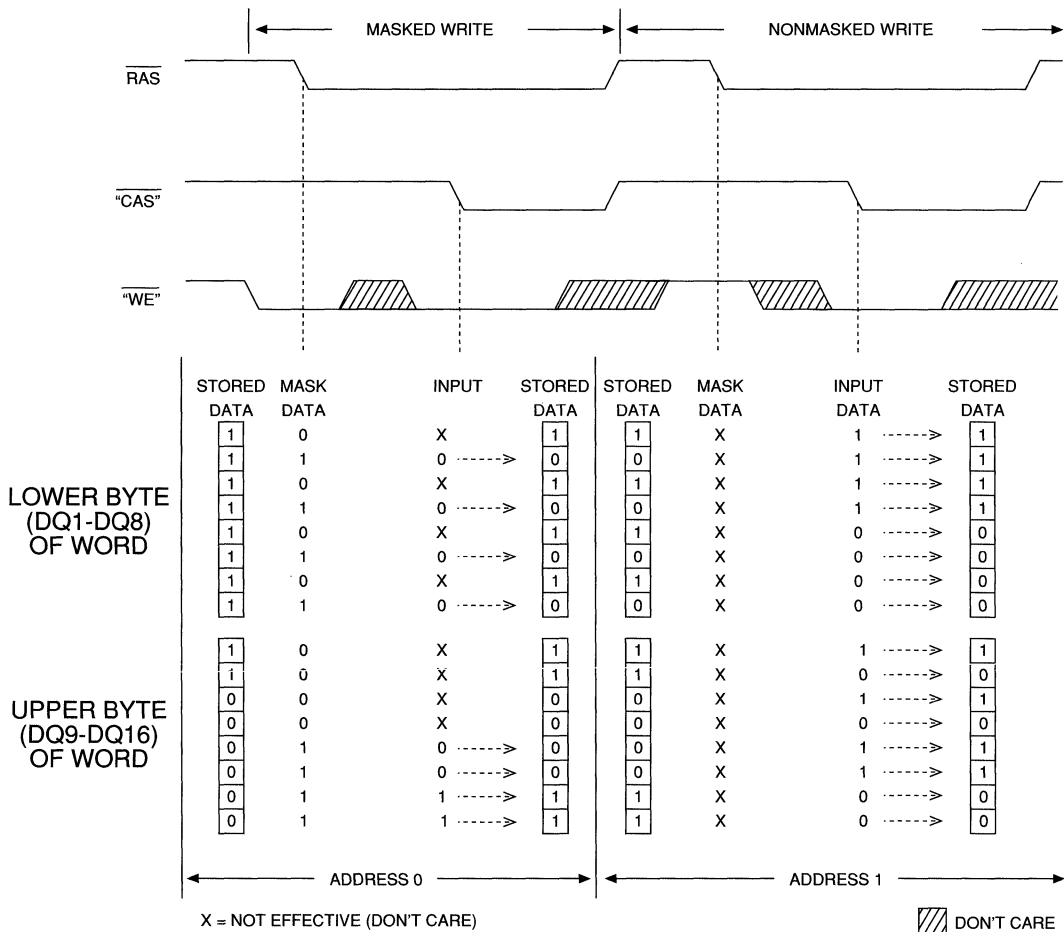 MASKED WRITE NONMASKED WRITE
RAS
"CAS"
"WE"
STORED MASK INPUT STORED STORED MASK INPUT STORED
DATA DATA DATA DATA DATA DATA DATA
1 0 X 1 1 X 1 1
1 1 0 0 0 X 1 1
1 0 X 1 1 X 1 1
1 1 0 0 0 X 1 1
1 0 X 1 1 X 0 0
1 1 0 0 0 X 0 0
1 0 X 1 1 X 0 0
1 1 0 0 0 X 0 0
LOWER BYTE
(DQ1-DQ8)
OF WORD
1 0 X 1 1 X 1 1
1 0 X 1 1 X 0 0
0 0 X 0 0 X 1 1
0 0 X 0 0 X 0 0
0 1 0 0 0 X 1 1
0 1 0 0 0 X 1 1
0 1 1 1 1 X 0 0
0 1 1 1 1 X 0 0
UPPER BYTE
(DQ9-DQ16)
OF WORD
ADDRESS 0 ADDRESS 1
X = NOT EFFECTIVE (DON'T CARE) DON'T CARE